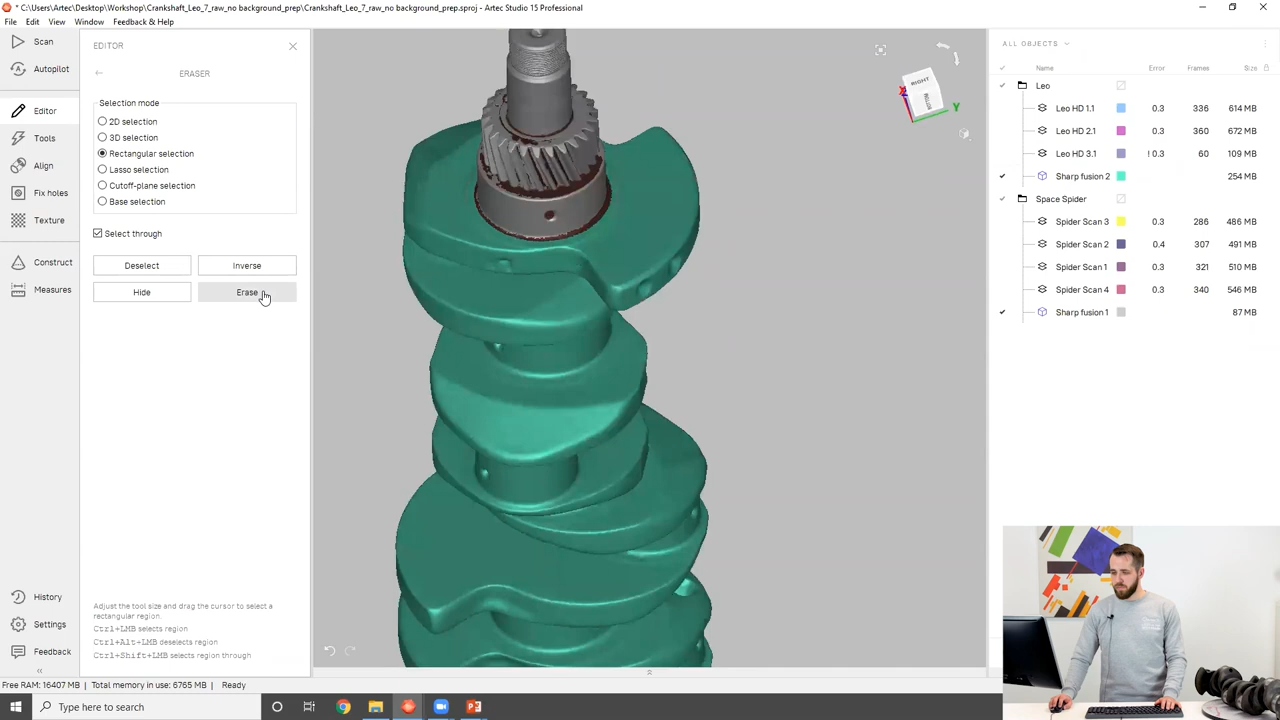 * C:\Users\Artec\Desktop\Workshop\Crankshaft_Leo_7_raw_no background_prep\Crankshaft_Leo_7_raw_no background_prep.sproj - Artec Studio 15 Professional
File Edit View Window Feedback & Help
Scan
Autopilot
Editor
Tools
Align
Fix holes
Texture
Construct
Measures
History
Settings
Feedback
EDITOR
ERASER
Selection mode
2D selection
3D selection
Rectangular selection
Lasso selection
Cutoff-plane selection
Base selection
Select through
Deselect Inverse
Hide Erase
Adjust the tool size and drag the cursor to select a
rectangular region.
Ctrl+LMB selects region
Ctrl+Alt+LMB deselects region
Ctrl+Shift+LMB selects region through
RIGHT
BOTTOM
X
Z
Y
ALL OBJECTS
Name Error Frames Size
Leo
Leo HD 1.1 0.3 336 614 MB
Leo HD 2.1 0.3 360 672 MB
Leo HD 3.1 ! 0.3 60 109 MB
Sharp fusion 2 254 MB
Space Spider
Spider Scan 3 0.3 286 486 MB
Spider Scan 2 0.4 307 491 MB
Spider Scan 1 0.3 321 510 MB
Spider Scan 4 0.3 340 546 MB
Sharp fusion 1 87 MB
Free RAM: 16407 MB | Total memory in use: 6765 MB | Ready
Type here to search